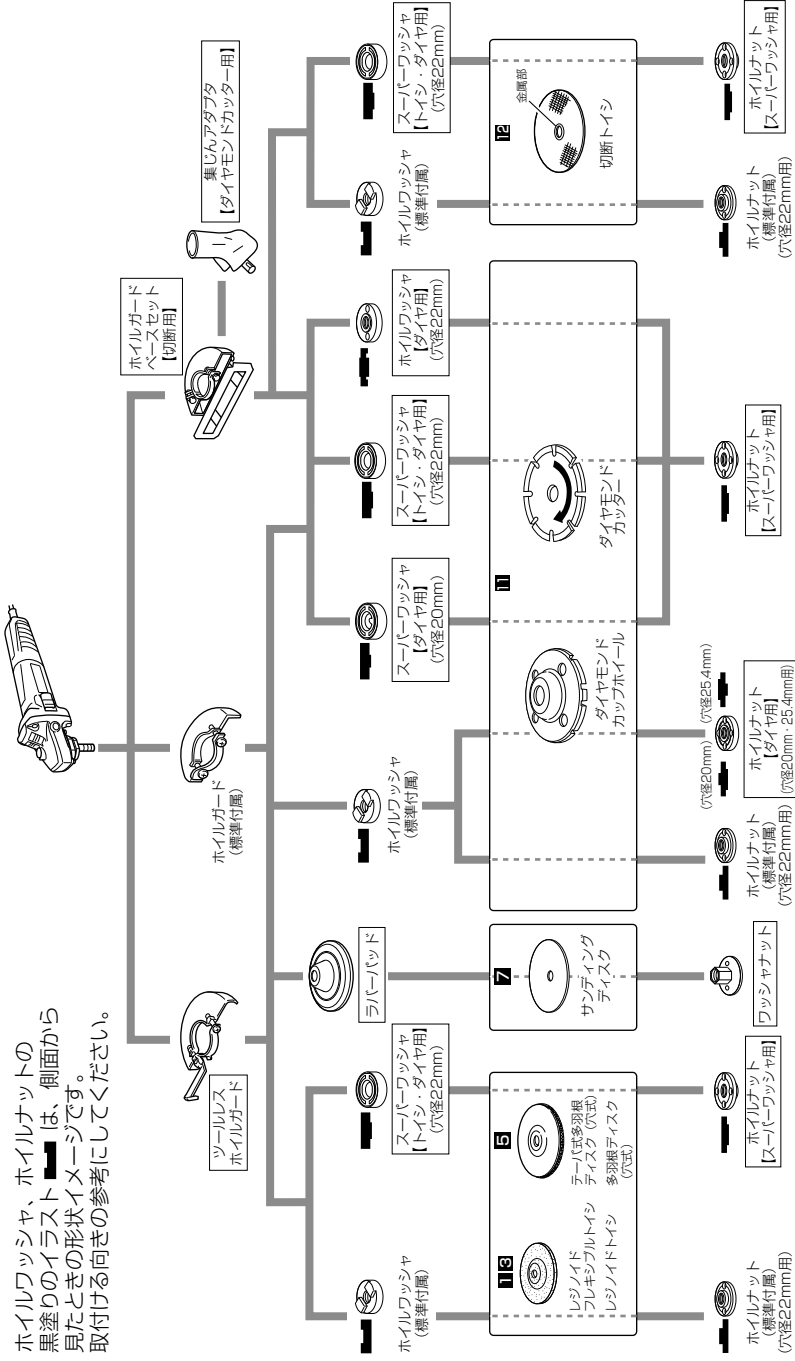 ホイルワッシャ、ホイルナットの
黒塗りのイラスト は、側面から
見たときの形状イメージです。
取付ける向きの参考にしてください。
ツールレス
ホイルガード
ホイルガード
(標準付属)
ホイルガード
ベースセット
【切断用】
集じんアダプタ
【ダイヤモンドカッター用】
ホイルワッシャ
(標準付属)
スーパーワッシャ
【トイシ・ダイヤ用】
(穴径22mm)
ラバーパッド
ホイルワッシャ
(標準付属)
スーパーワッシャ
【ダイヤ用】
(穴径20mm)
スーパーワッシャ
【トイシ・ダイヤ用】
(穴径22mm)
ホイルワッシャ
【ダイヤ用】
(穴径22mm)
ホイルワッシャ
(標準付属)
スーパーワッシャ
【トイシ・ダイヤ用】
(穴径22mm)
1 3
レジノイド
フレキシブルトイシ
レジノイドトイシ
5
テーパ式多羽根
ディスク(穴式)
多羽根ディスク
(穴式)
7
サンディング
ディスク
11
ダイヤモンド
カップホイール
ダイヤモンド
カッター
12
金属部
切断トイシ
ホイルナット
(標準付属)
(穴径22mm用)
ホイルナット
【スーパーワッシャ用】
ワッシャナット
ホイルナット
(標準付属)
(穴径22mm用)
(穴径20mm)
(穴径25.4mm)
ホイルナット
【ダイヤ用】
(穴径20mm・25.4mm用)
ホイルナット
【スーパーワッシャ用】
ホイルナット
(標準付属)
(穴径22mm用)
ホイルナット
【スーパーワッシャ用】